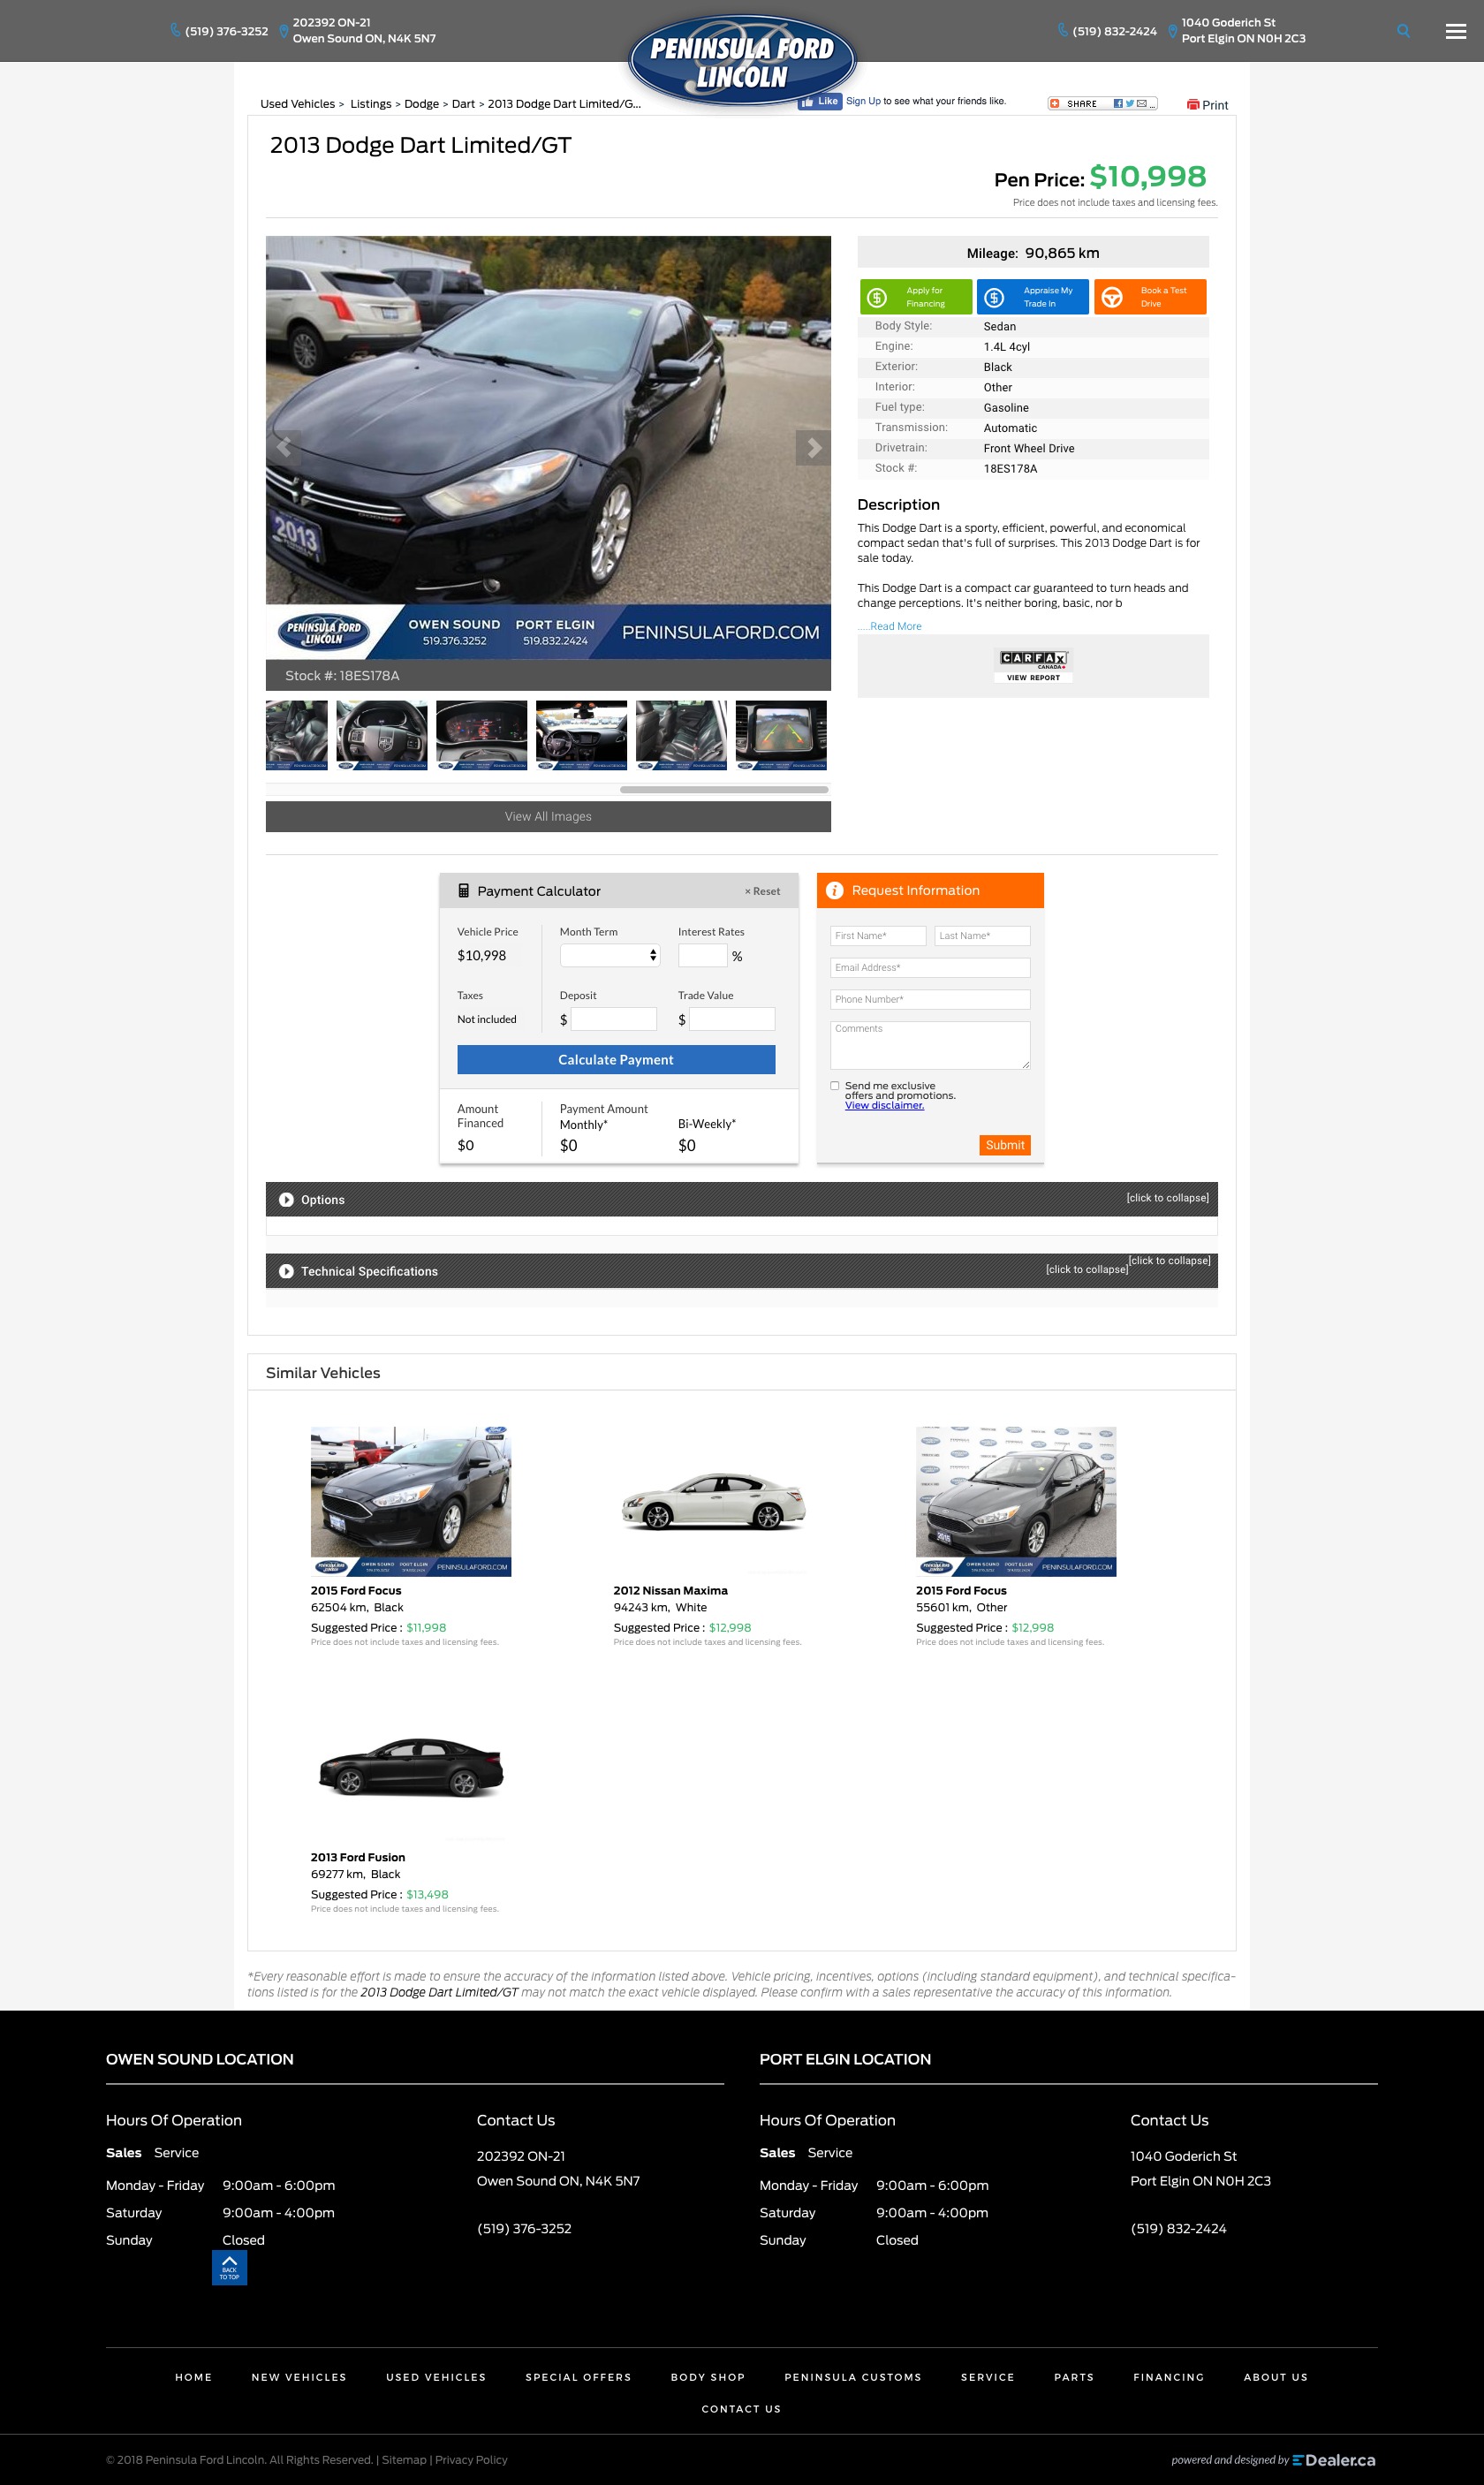 (519) 376-3252
202392 ON-21
Owen Sound ON, N4K 5N7
PENINSULA FORD
LINCOLN
(519) 832-2424
1040 Goderich St
Port Elgin ON N0H 2C3
Used Vehicles > Listings > Dodge > Dart > 2013 Dodge Dart Limited/G...
Like Sign Up to see what your friends like.
SHARE
Print
2013 Dodge Dart Limited/GT
Pen Price: $10,998
Price does not include taxes and licensing fees.
2013
PENINSULA FORD
LINCOLN
OWEN SOUND
519.376.3252
PORT ELGIN
519.832.2424
PENINSULAFORD.COM
Stock #: 18ES178A
View All Images
Mileage: 90,865 km
Apply for
Financing
Appraise My
Trade In
Book a Test
Drive
Body Style: Sedan
Engine: 1.4L 4cyl
Exterior: Black
Interior: Other
Fuel type: Gasoline
Transmission: Automatic
Drivetrain: Front Wheel Drive
Stock #: 18ES178A
Description
This Dodge Dart is a sporty, efficient, powerful, and economical
compact sedan that's full of surprises. This 2013 Dodge Dart is for
sale today.
This Dodge Dart is a compact car guaranteed to turn heads and
change perceptions. It's neither boring, basic, nor b
.....Read More
CARFAX
CANADA
VIEW REPORT
Payment Calculator
× Reset
Vehicle Price
$10,998
Month Term
Interest Rates
%
Taxes
Not included
Deposit
$
Trade Value
$
Calculate Payment
Amount
Financed
$0
Payment Amount
Monthly*
$0
Bi-Weekly*
$0
Request Information
First Name*
Last Name*
Email Address*
Phone Number*
Comments
Send me exclusive
offers and promotions.
View disclaimer.
Submit
Options
[click to collapse]
Technical Specifications
[click to collapse]
[click to collapse]
Similar Vehicles
PENINSULAFORD.COM
2015 Ford Focus
62504 km, Black
Suggested Price : $11,998
Price does not include taxes and licensing fees.
2012 Nissan Maxima
94243 km, White
Suggested Price : $12,998
Price does not include taxes and licensing fees.
PENINSULAFORD.COM
2015 Ford Focus
55601 km, Other
Suggested Price : $12,998
Price does not include taxes and licensing fees.
2013 Ford Fusion
69277 km, Black
Suggested Price : $13,498
Price does not include taxes and licensing fees.
*Every reasonable effort is made to ensure the accuracy of the information listed above. Vehicle pricing, incentives, options (including standard equipment), and technical specifica-
tions listed is for the 2013 Dodge Dart Limited/GT may not match the exact vehicle displayed. Please confirm with a sales representative the accuracy of this information.
OWEN SOUND LOCATION
Hours Of Operation
Sales Service
Monday - Friday 9:00am - 6:00pm
Saturday 9:00am - 4:00pm
Sunday Closed
Contact Us
202392 ON-21
Owen Sound ON, N4K 5N7
(519) 376-3252
PORT ELGIN LOCATION
Hours Of Operation
Sales Service
Monday - Friday 9:00am - 6:00pm
Saturday 9:00am - 4:00pm
Sunday Closed
Contact Us
1040 Goderich St
Port Elgin ON N0H 2C3
(519) 832-2424
BACK
TO TOP
HOME NEW VEHICLES USED VEHICLES SPECIAL OFFERS BODY SHOP PENINSULA CUSTOMS SERVICE PARTS FINANCING ABOUT US
CONTACT US
© 2018 Peninsula Ford Lincoln. All Rights Reserved. | Sitemap | Privacy Policy
powered and designed by EDealer.ca